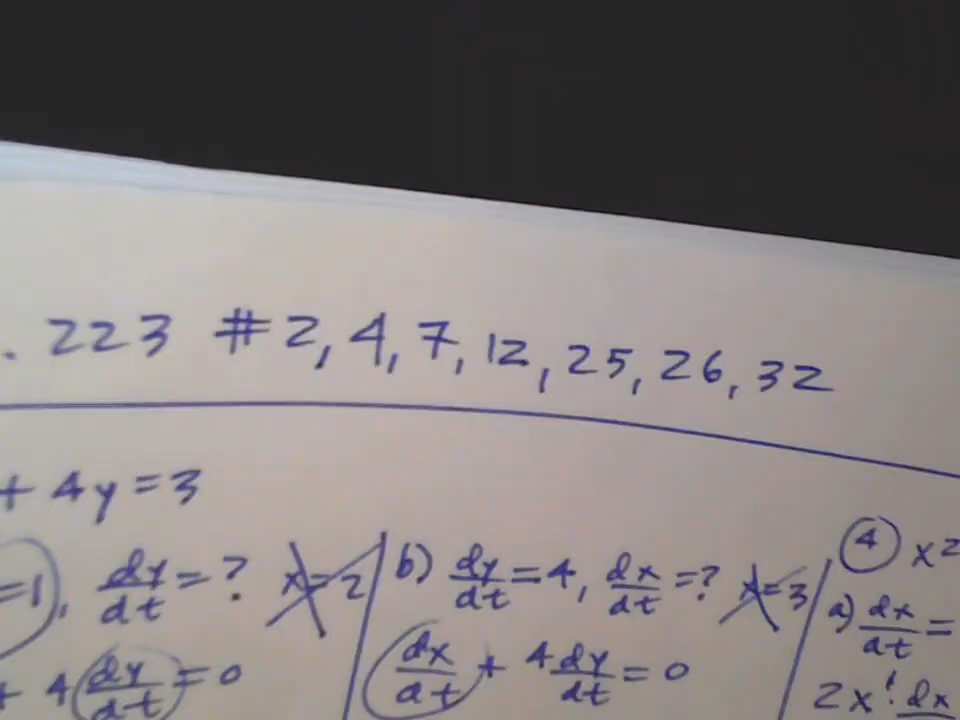 . 223 # 2, 4, 7, 12, 25, 26, 32
+ 4y = 3
=1, dy/dt = ? x=2
+ 4 dy/dt = 0
b) dy/dt = 4, dx/dt = ? x=3
dx/dt + 4 dy/dt = 0
④ x²
a) dx/dt =
2x · dx